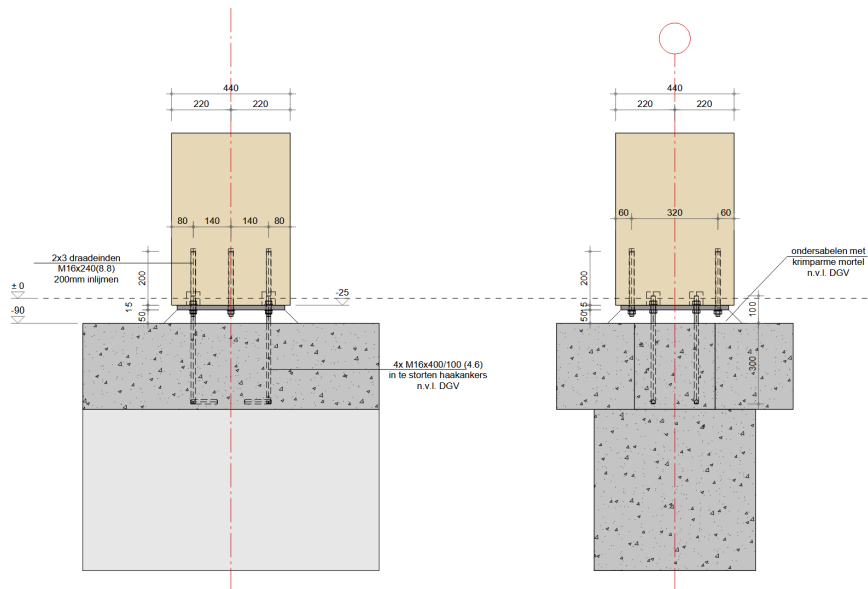 440
220
220
80
140
140
80
2x3 draadeinden
M16x240(8.8)
200mm inlijmen
200
± 0
-25
15
-90
50
4x M16x400/100 (4.6)
in te storten haakankers
n.v.l. DGV
440
220
220
60
320
60
ondersabelen met
krimparme mortel
n.v.l. DGV
200
15
50
100
300